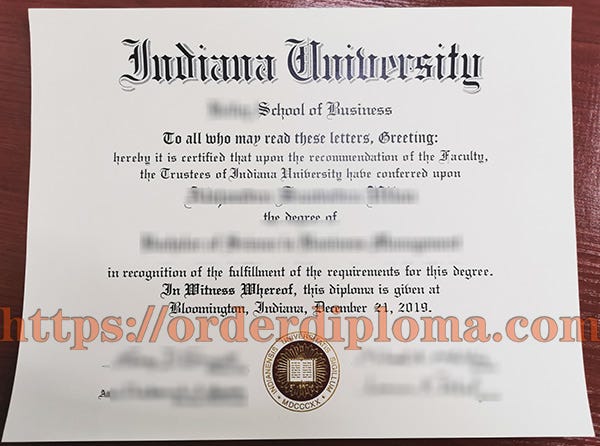 Indiana University
School of Business
To all who may read these letters, Greeting:
hereby it is certified that upon the recommendation of the Faculty,
the Trustees of Indiana University have conferred upon
the degree of
in recognition of the fulfillment of the requirements for this degree.
In Witness Whereof, this diploma is given at
Bloomington, Indiana, December 21, 2019.
https://orderdiploma.com
INDIANENSIS UNIVERSITATIS SIGILLUM
MDCCCXX